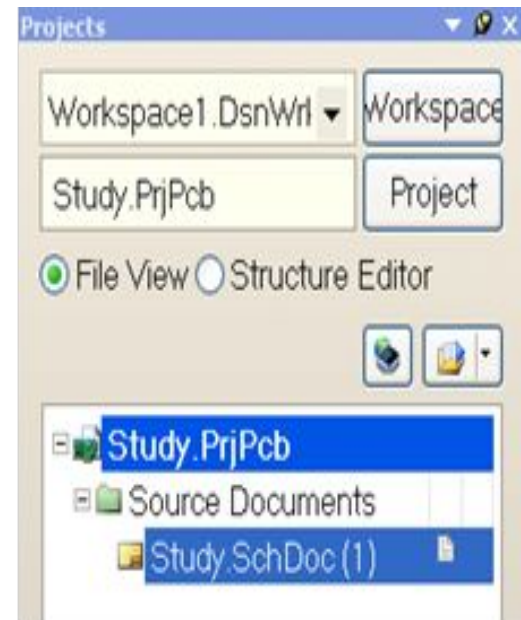 Projects
Workspace1.DsnWrl Workspace
Study.PrjPcb Project
File View Structure Editor
Study.PrjPcb
Source Documents
Study.SchDoc (1)